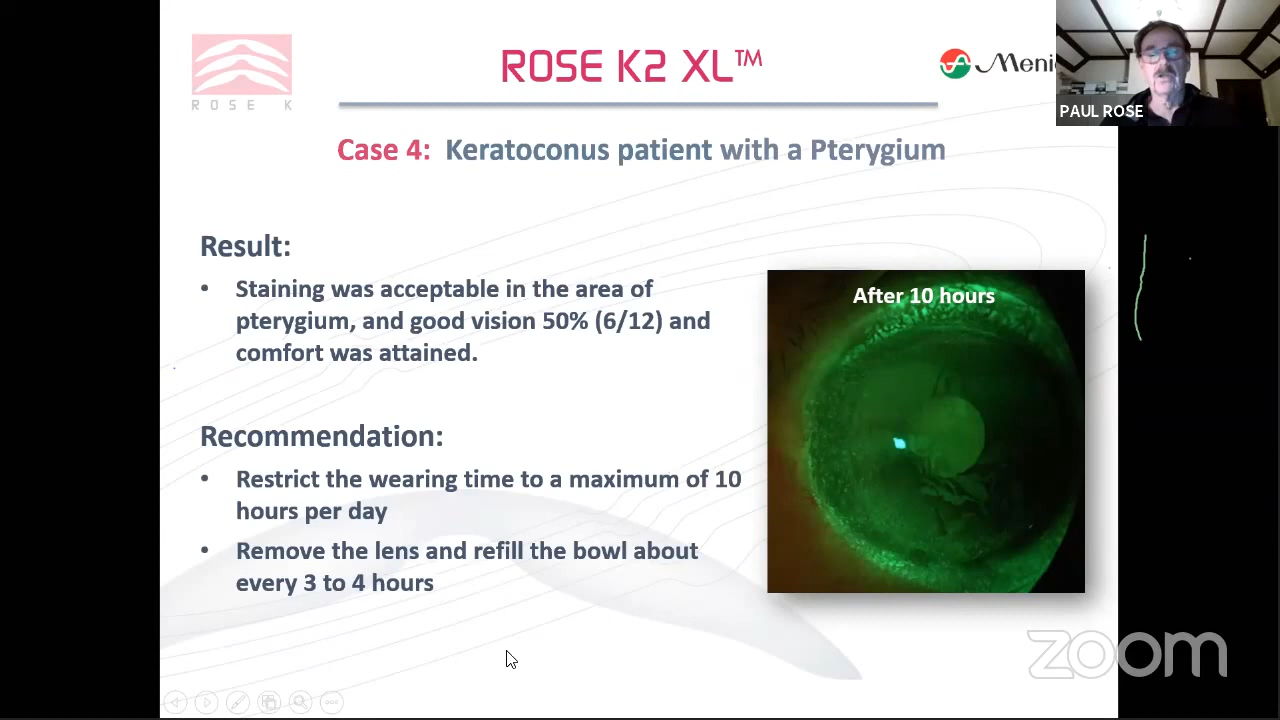 ROSE K2 XL™
ROSE K
PAUL ROSE
Case 4: Keratoconus patient with a Pterygium
Result:
• Staining was acceptable in the area of
pterygium, and good vision 50% (6/12) and
comfort was attained.
After 10 hours
Recommendation:
• Restrict the wearing time to a maximum of 10
hours per day
• Remove the lens and refill the bowl about
every 3 to 4 hours
zoom